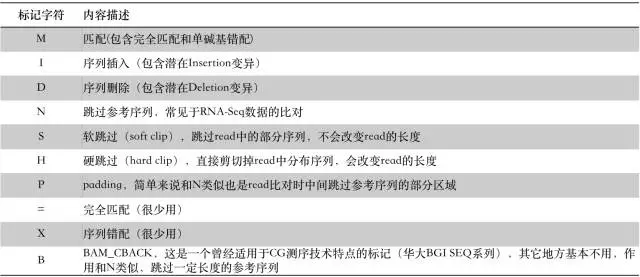 标记字符 内容描述
M 匹配(包含完全匹配和单碱基错配)
I 序列插入（包含潜在Insertion变异）
D 序列删除（包含潜在Deletion变异）
N 跳过参考序列，常见于RNA-Seq数据的比对
S 软跳过（soft clip），跳过read中的部分序列，不会改变read的长度
H 硬跳过（hard clip），直接剪切掉read中分布序列，会改变read的长度
P padding，简单来说和N类似也是read比对时中间跳过参考序列的部分区域
= 完全匹配（很少用）
X 序列错配（很少用）
B BAM_CBACK，这是一个曾经适用于CG测序技术特点的标记（华大BGI SEQ系列），其它地方基本不用，作
用和N类似，跳过一定长度的参考序列